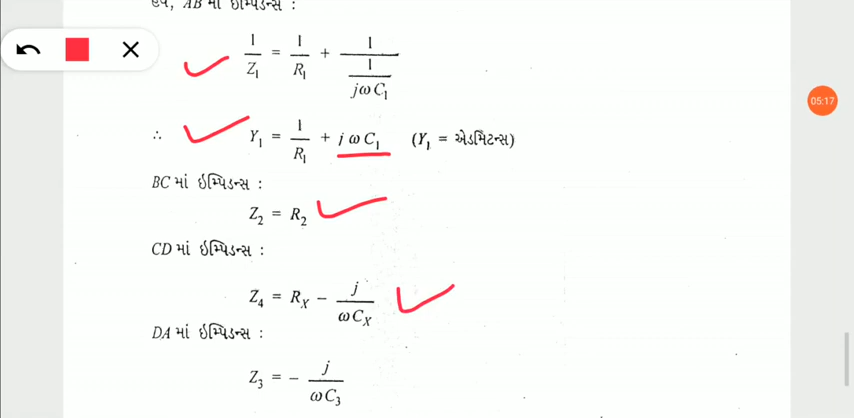 હવે, AB માં ઇમ્પિડન્સ :
1/Z₁ = 1/R₁ + 1/(1/(jωC₁))
∴ Y₁ = 1/R₁ + jωC₁ (Y₁ = એડમિટન્સ)
BC માં ઇમ્પિડન્સ :
Z₂ = R₂
CD માં ઇમ્પિડન્સ :
Z₄ = R_X − j/(ωC_X)
DA માં ઇમ્પિડન્સ :
Z₃ = − j/(ωC₃)
05:17